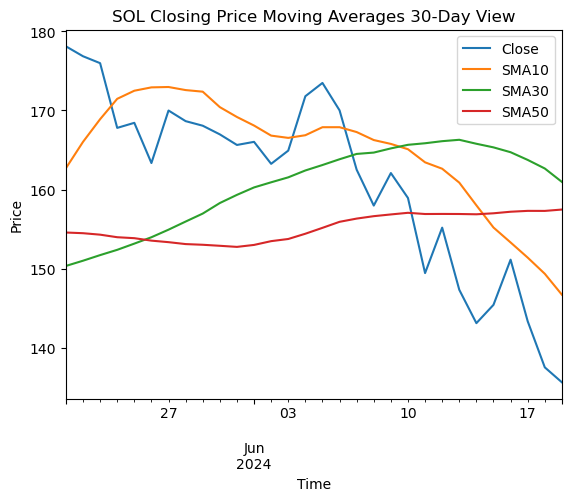 SOL Closing Price Moving Averages 30-Day View
180
170
160
150
140
Price
Close
SMA10
SMA30
SMA50
27
03
10
17
Jun
2024
Time